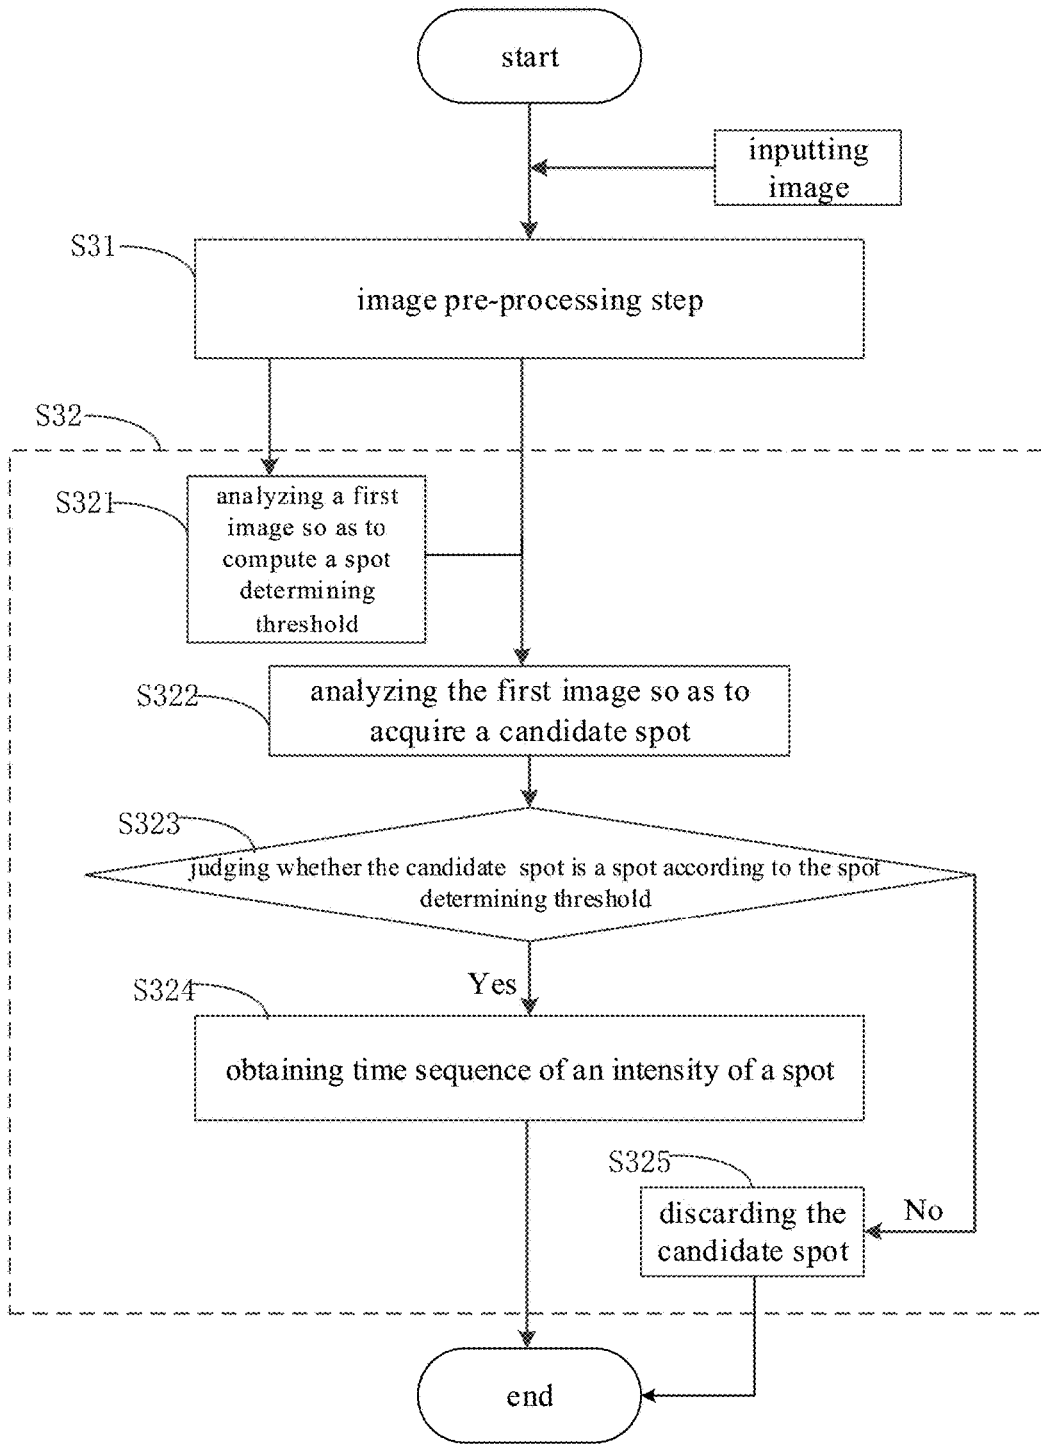 start
inputting
image
S31
image pre-processing step
S32
S321
analyzing a first
image so as to
compute a spot
determining
threshold
S322
analyzing the first image so as to
acquire a candidate spot
S323
judging whether the candidate spot is a spot according to the spot
determining threshold
Yes
S324
obtaining time sequence of an intensity of a spot
S325
discarding the
candidate spot
No
end